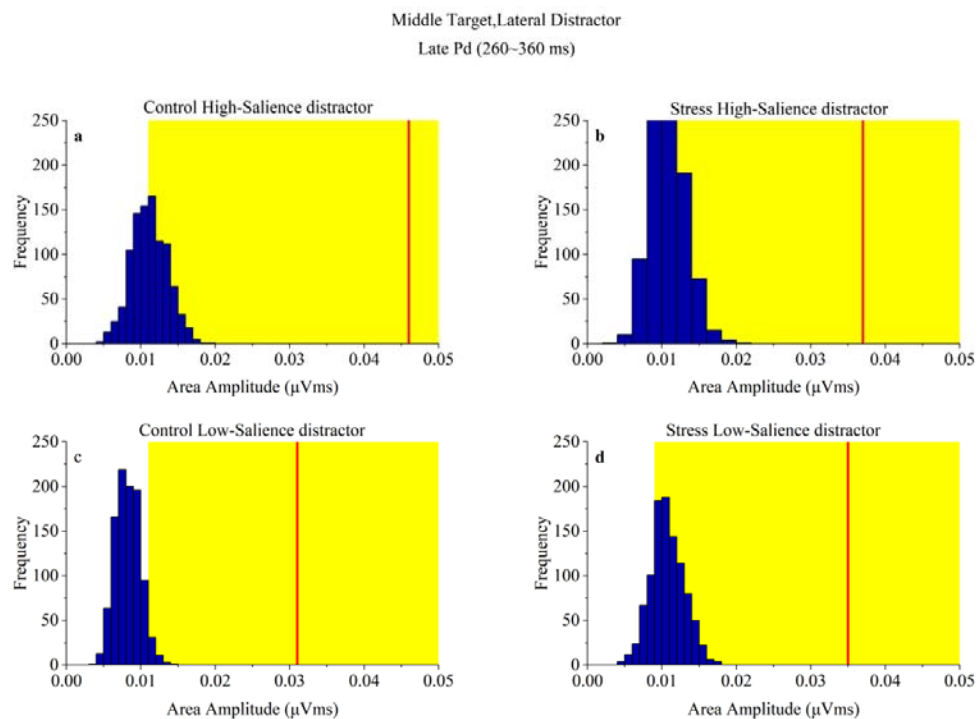 Middle Target,Lateral Distractor
Late Pd (260~360 ms)
Control High-Salience distractor
a
250
200
150
100
50
0
Frequency
0.00 0.01 0.02 0.03 0.04 0.05
Area Amplitude (μVms)
Stress High-Salience distractor
b
250
200
150
100
50
0
Frequency
0.00 0.01 0.02 0.03 0.04 0.05
Area Amplitude (μVms)
Control Low-Salience distractor
c
250
200
150
100
50
0
Frequency
0.00 0.01 0.02 0.03 0.04 0.05
Area Amplitude (μVms)
Stress Low-Salience distractor
d
250
200
150
100
50
0
Frequency
0.00 0.01 0.02 0.03 0.04 0.05
Area Amplitude (μVms)